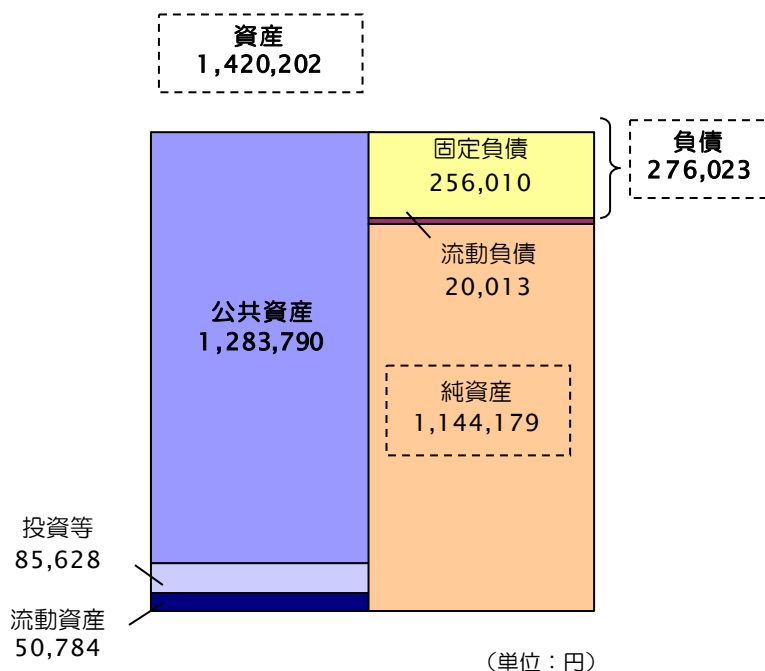 資産
1,420,202
固定負債
256,010
負債
276,023
流動負債
20,013
公共資産
1,283,790
純資産
1,144,179
投資等
85,628
流動資産
50,784
（単位：円）